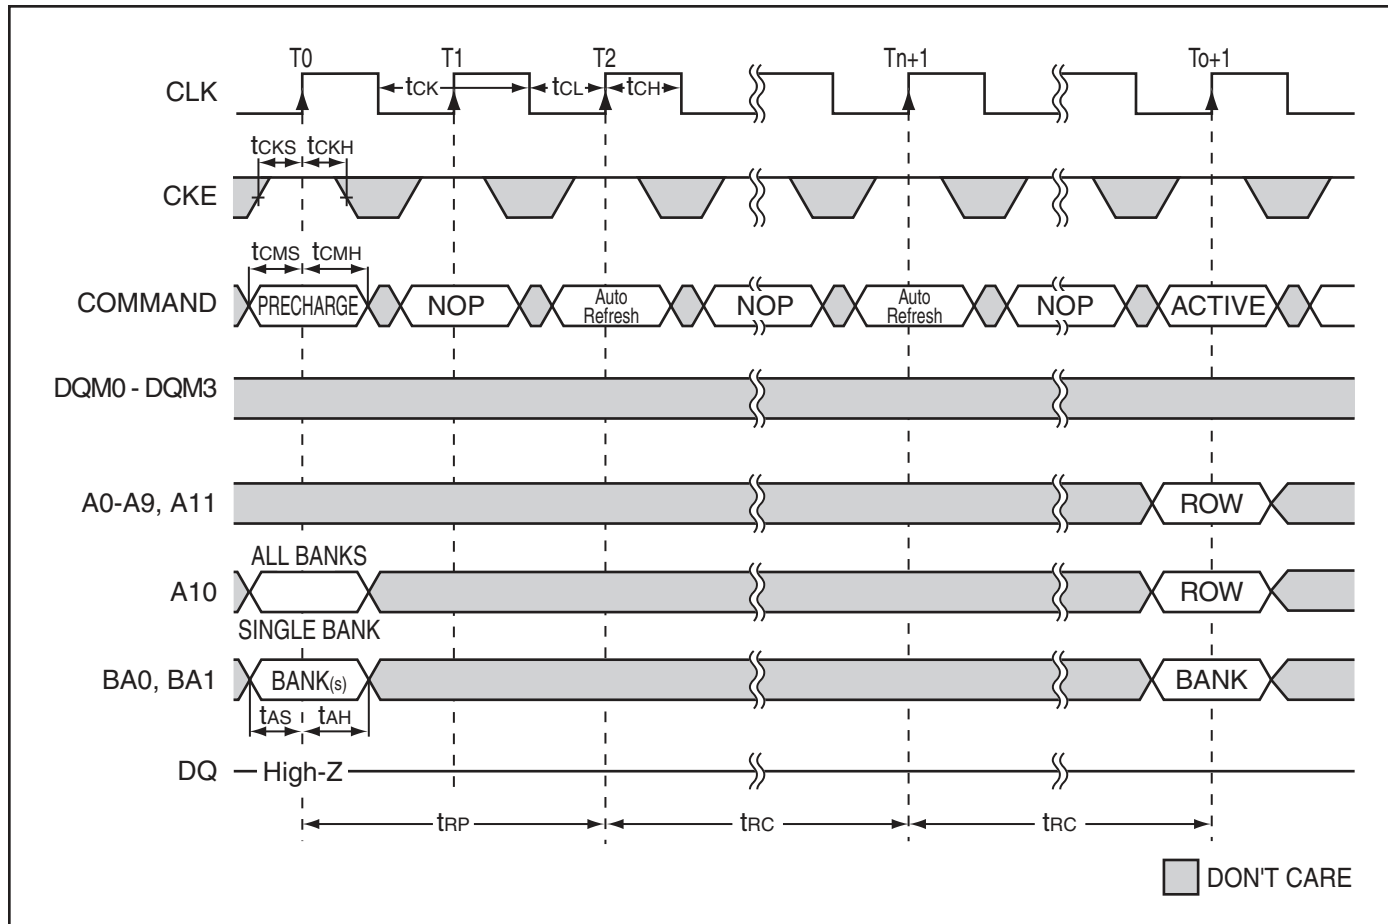 T0 T1 T2 Tn+1 To+1
CLK tCK tCL tCH
tCKS tCKH
CKE
tCMS tCMH
COMMAND PRECHARGE NOP Auto Refresh NOP Auto Refresh NOP ACTIVE
DQM0 - DQM3
A0-A9, A11 ROW
ALL BANKS
A10 ROW
SINGLE BANK
BA0, BA1 BANK(s) BANK
tAS tAH
DQ High-Z
tRP tRC tRC
DON'T CARE